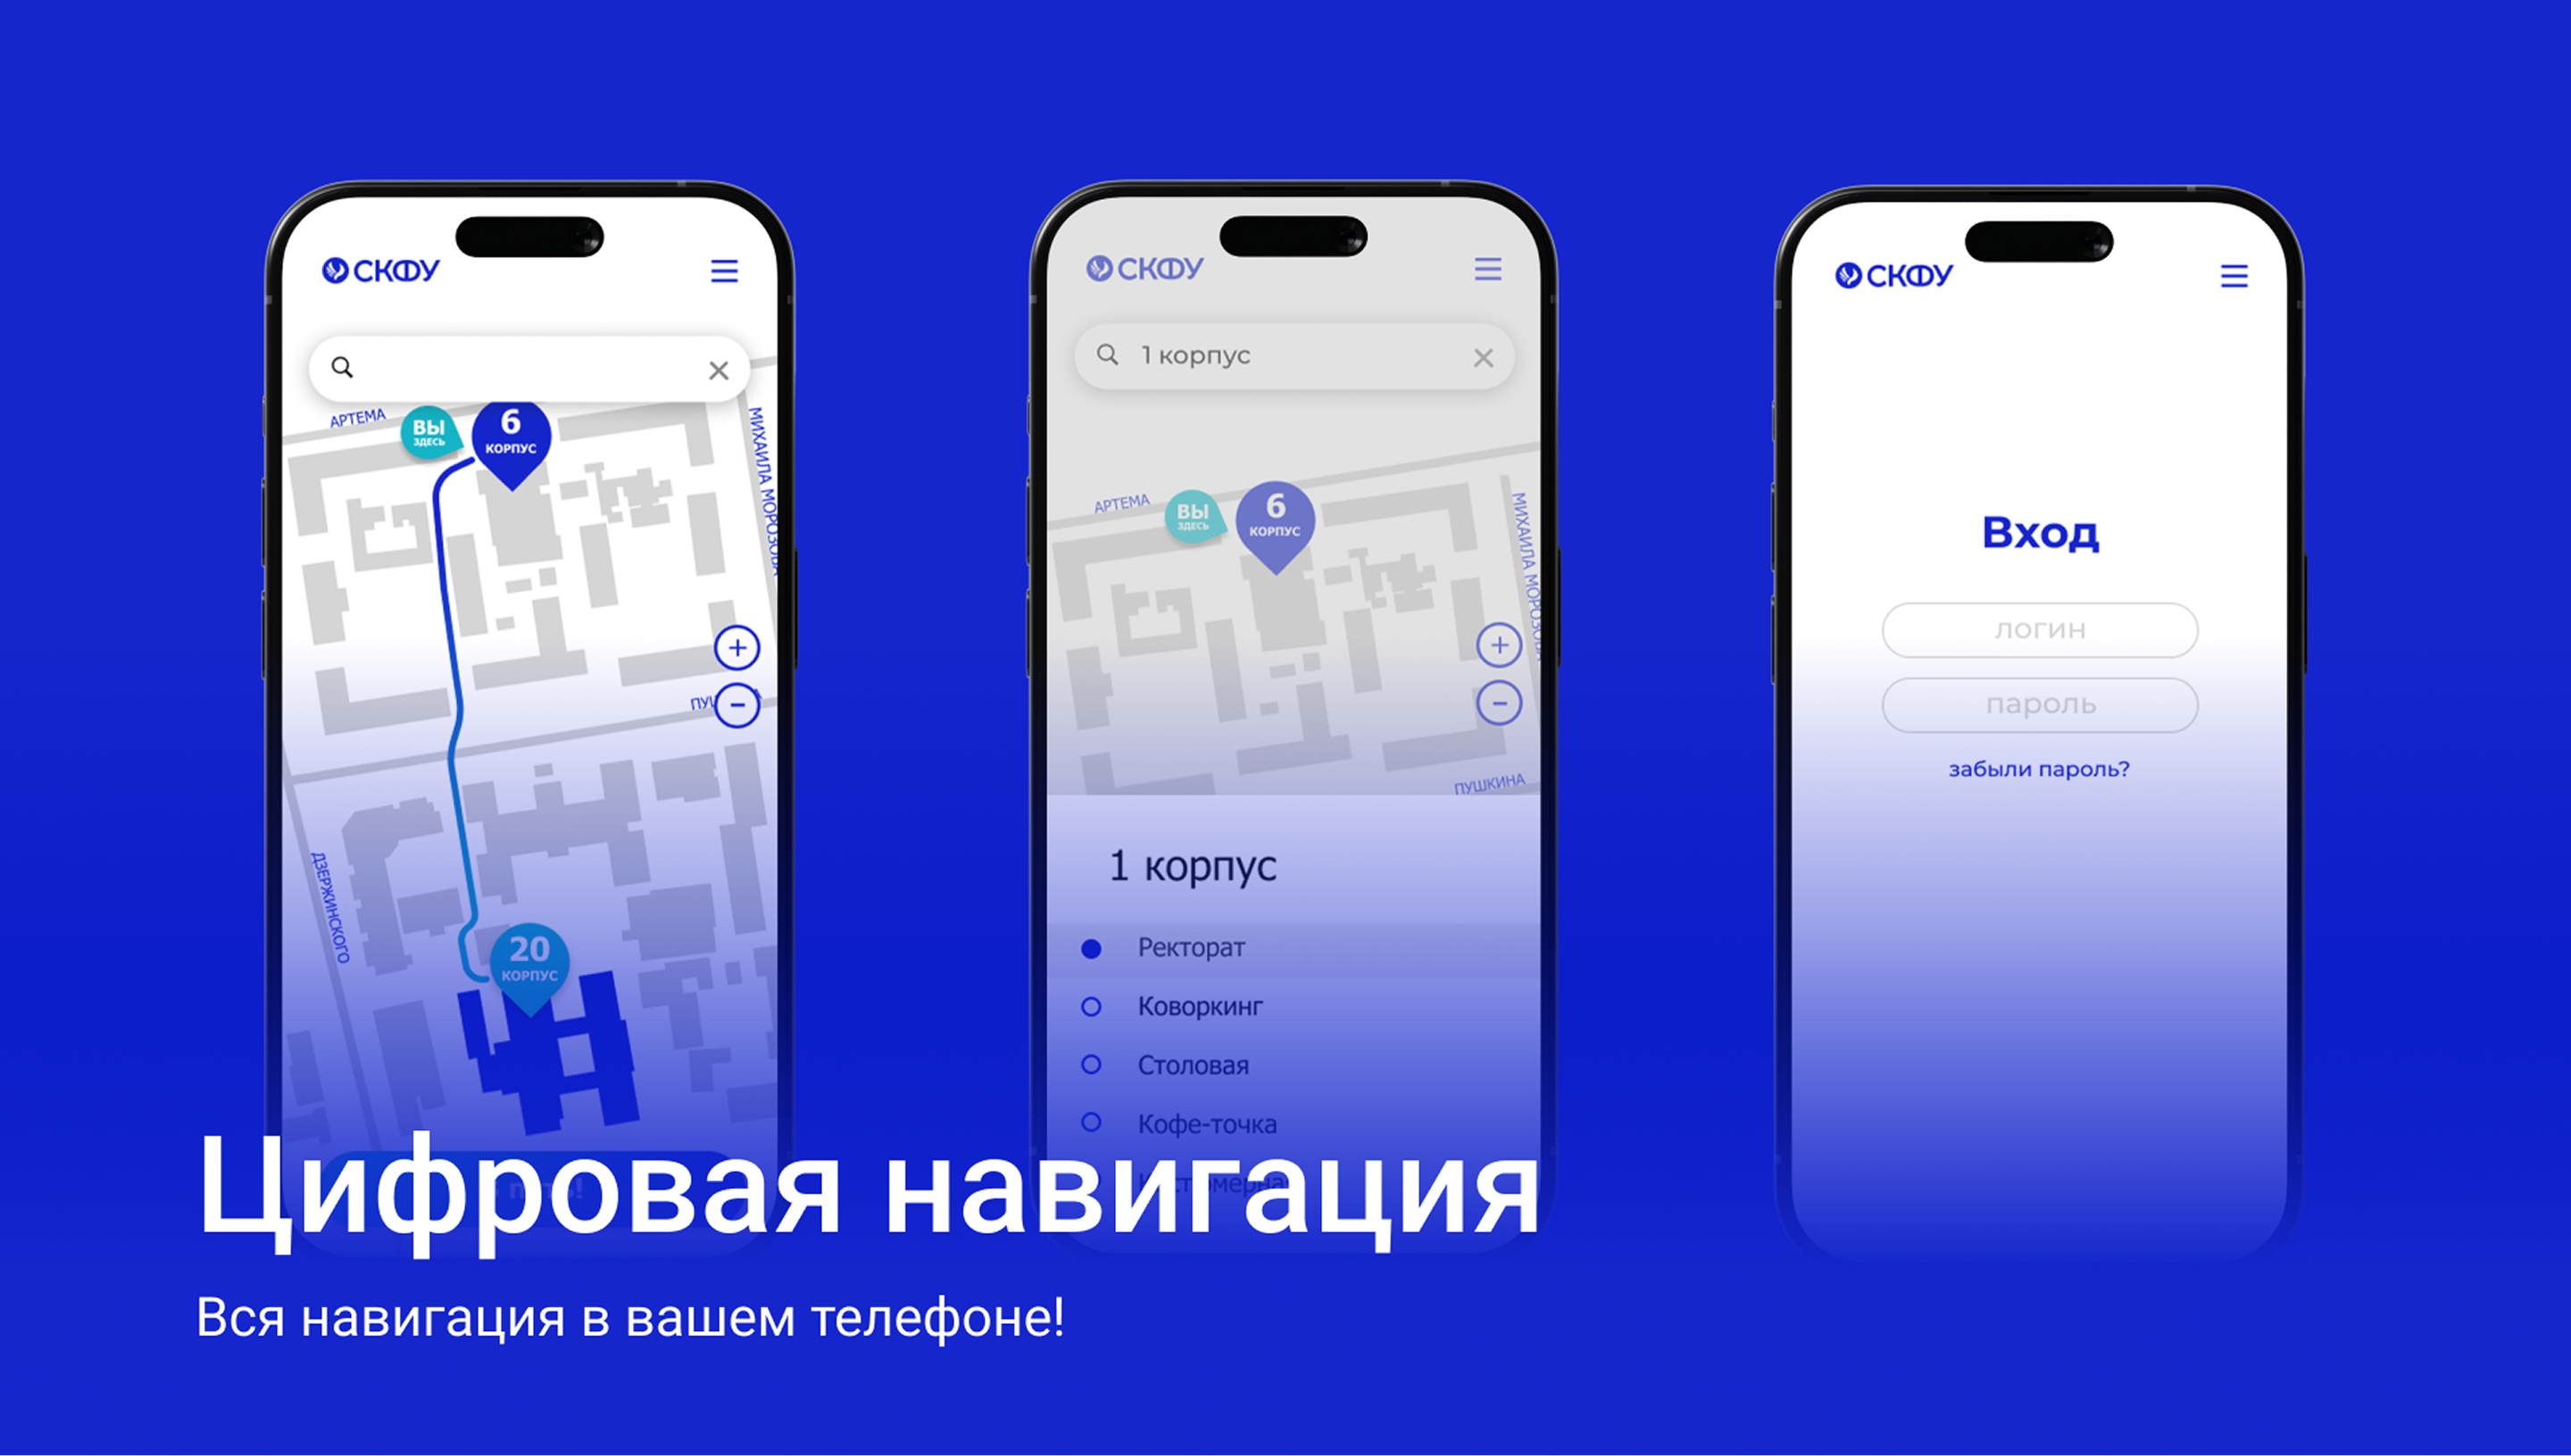 СКФУ
АРТЕМА
ВЫ
ЗДЕСЬ
6
КОРПУС
МИХАИЛА МОРОЗОВА
ДЗЕРЖИНСКОГО
20
КОРПУС
СКФУ
1 корпус
АРТЕМА
ВЫ
ЗДЕСЬ
6
КОРПУС
МИХАИЛА МОРОЗОВА
ПУШКИНА
1 корпус
Ректорат
Коворкинг
Столовая
Кофе-точка
СКФУ
Вход
логин
пароль
забыли пароль?
Цифровая навигация
Вся навигация в вашем телефоне!